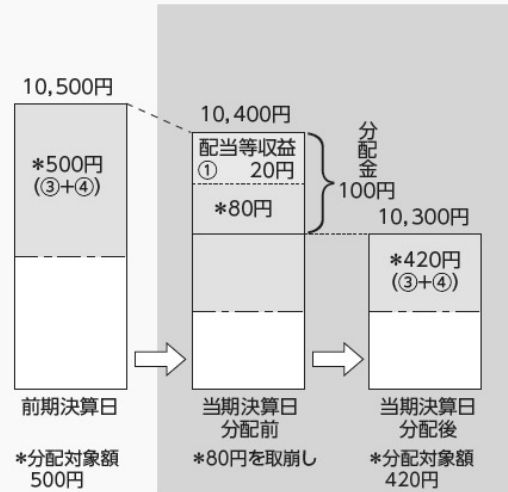 10,500円
*500円
(③+④)
前期決算日
*分配対象額
500円
10,400円
配当等収益
① 20円
*80円
分配金
100円
当期決算日
分配前
*80円を取崩し
10,300円
*420円
(③+④)
当期決算日
分配後
*分配対象額
420円